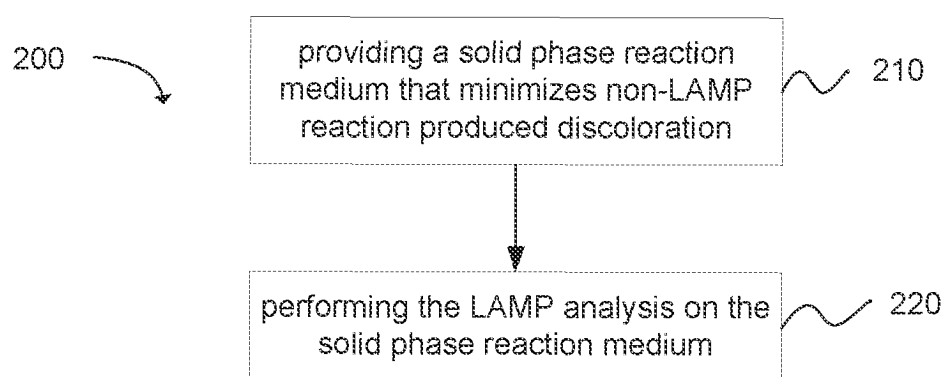 200
providing a solid phase reaction
medium that minimizes non-LAMP
reaction produced discoloration
210
performing the LAMP analysis on the
solid phase reaction medium
220